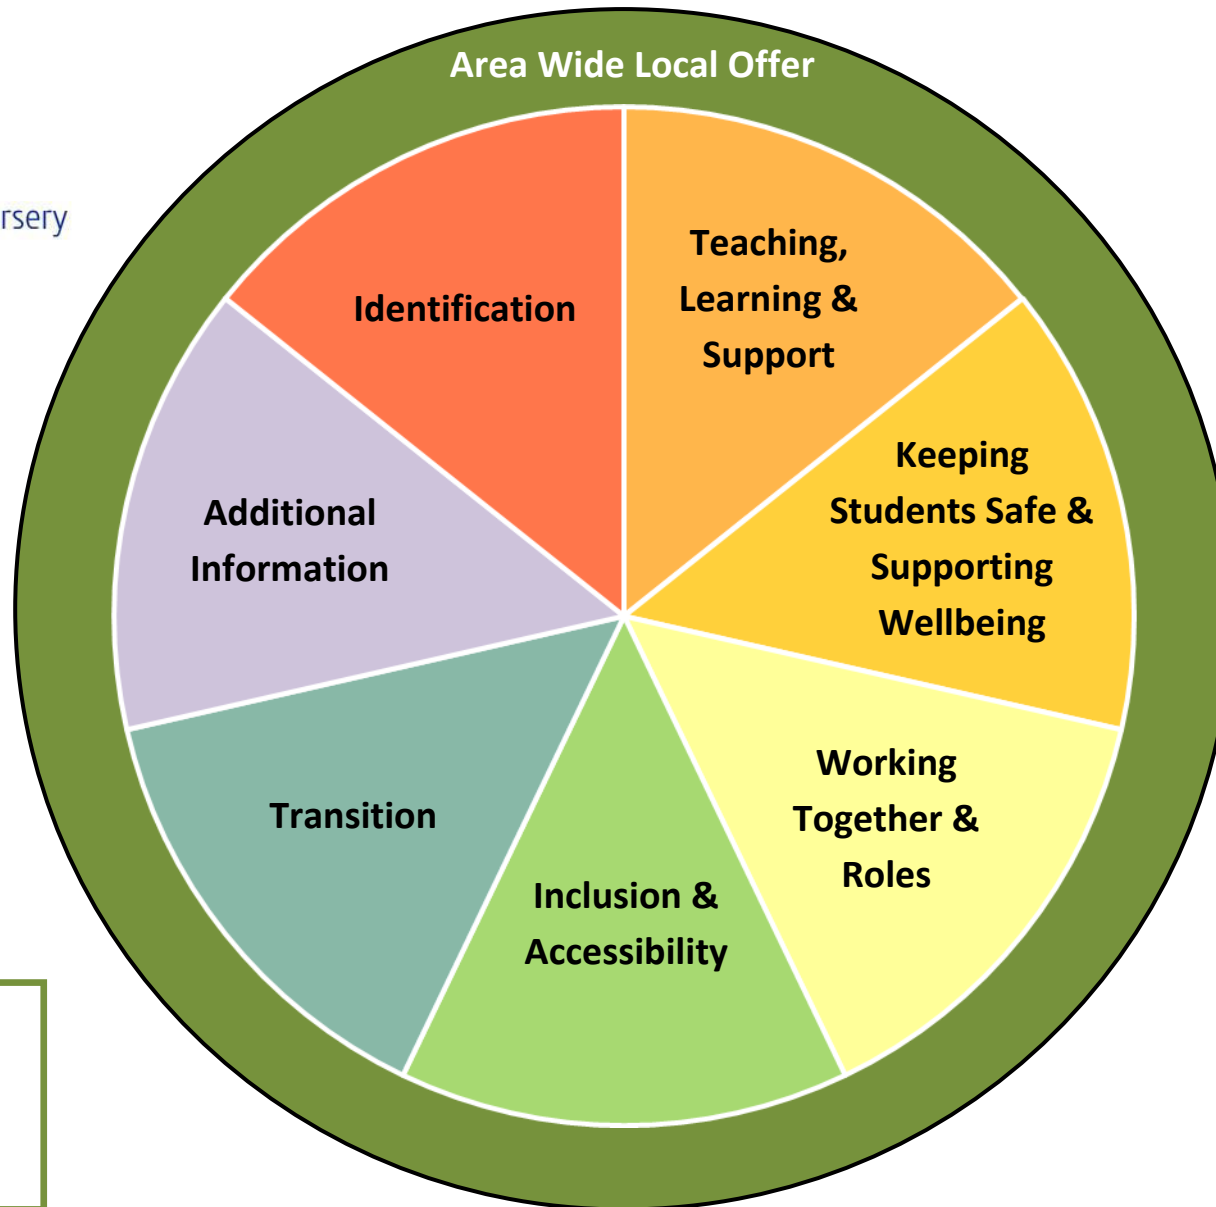 Area Wide Local Offer
rsery
Identification
Teaching,
Learning &
Support
Keeping
Students Safe &
Supporting
Wellbeing
Working
Together &
Roles
Inclusion &
Accessibility
Transition
Additional
Information